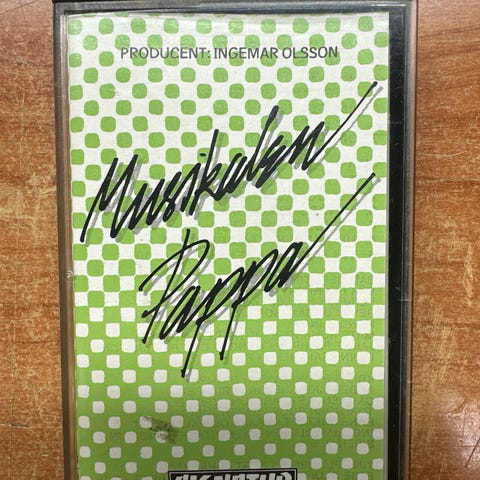 PRODUCENT: INGEMAR OLSSON
Musikalen
Pappa